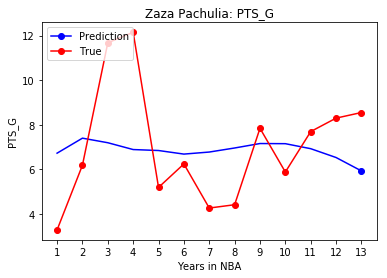 Zaza Pachulia: PTS_G
Prediction
True
12
10
8
6
4
PTS_G
1 2 3 4 5 6 7 8 9 10 11 12 13
Years in NBA